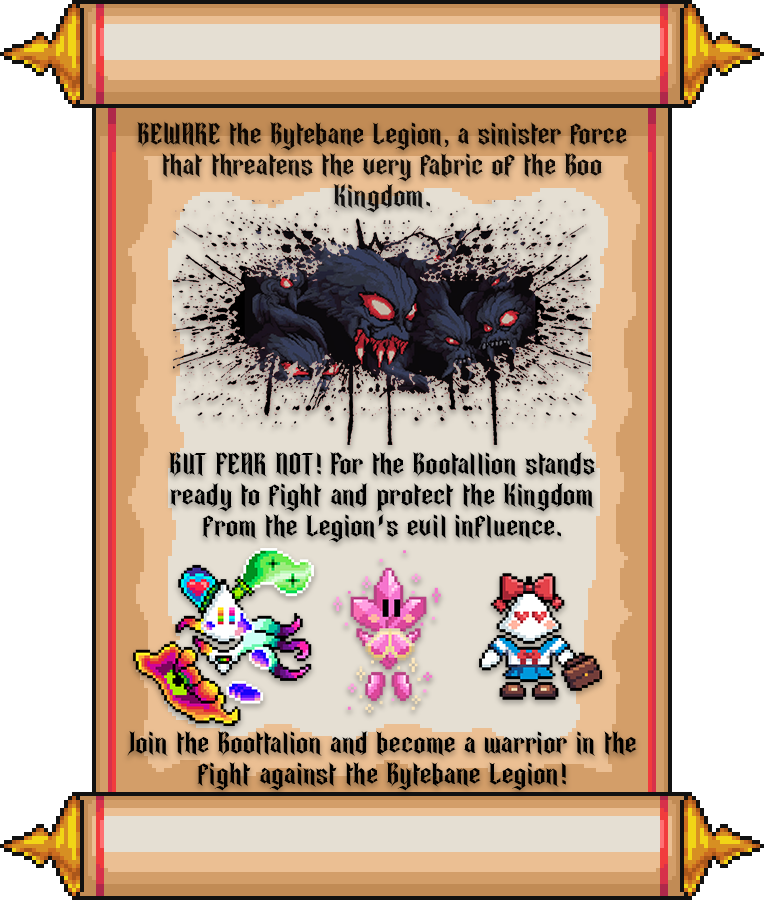 BEWARE the Bytebane Legion, a sinister force
that threatens the very fabric of the Boo
Kingdom.
BUT FEAR NOT! For the Bootallion stands
ready to fight and protect the Kingdom
from the Legion's evil influence.
Join the Boottalion and become a warrior in the
fight against the Bytebane Legion!